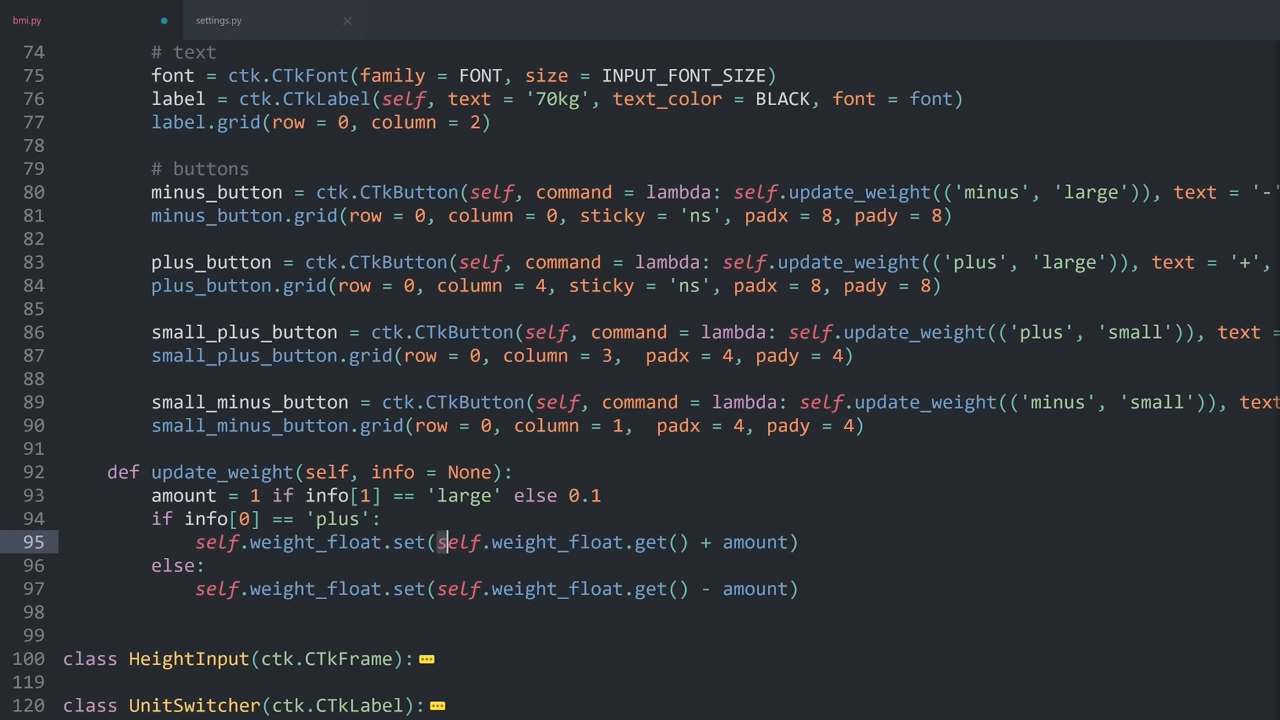 bmi.py
settings.py
74 # text
75 font = ctk.CTkFont(family = FONT, size = INPUT_FONT_SIZE)
76 label = ctk.CTkLabel(self, text = '70kg', text_color = BLACK, font = font)
77 label.grid(row = 0, column = 2)
78
79 # buttons
80 minus_button = ctk.CTkButton(self, command = lambda: self.update_weight(('minus', 'large')), text = '-'
81 minus_button.grid(row = 0, column = 0, sticky = 'ns', padx = 8, pady = 8)
82
83 plus_button = ctk.CTkButton(self, command = lambda: self.update_weight(('plus', 'large')), text = '+',
84 plus_button.grid(row = 0, column = 4, sticky = 'ns', padx = 8, pady = 8)
85
86 small_plus_button = ctk.CTkButton(self, command = lambda: self.update_weight(('plus', 'small')), text =
87 small_plus_button.grid(row = 0, column = 3,  padx = 4, pady = 4)
88
89 small_minus_button = ctk.CTkButton(self, command = lambda: self.update_weight(('minus', 'small')), text
90 small_minus_button.grid(row = 0, column = 1,  padx = 4, pady = 4)
91
92 def update_weight(self, info = None):
93 amount = 1 if info[1] == 'large' else 0.1
94 if info[0] == 'plus':
95 self.weight_float.set(self.weight_float.get() + amount)
96 else:
97 self.weight_float.set(self.weight_float.get() - amount)
98
99
100 class HeightInput(ctk.CTkFrame):
119
120 class UnitSwitcher(ctk.CTkLabel):